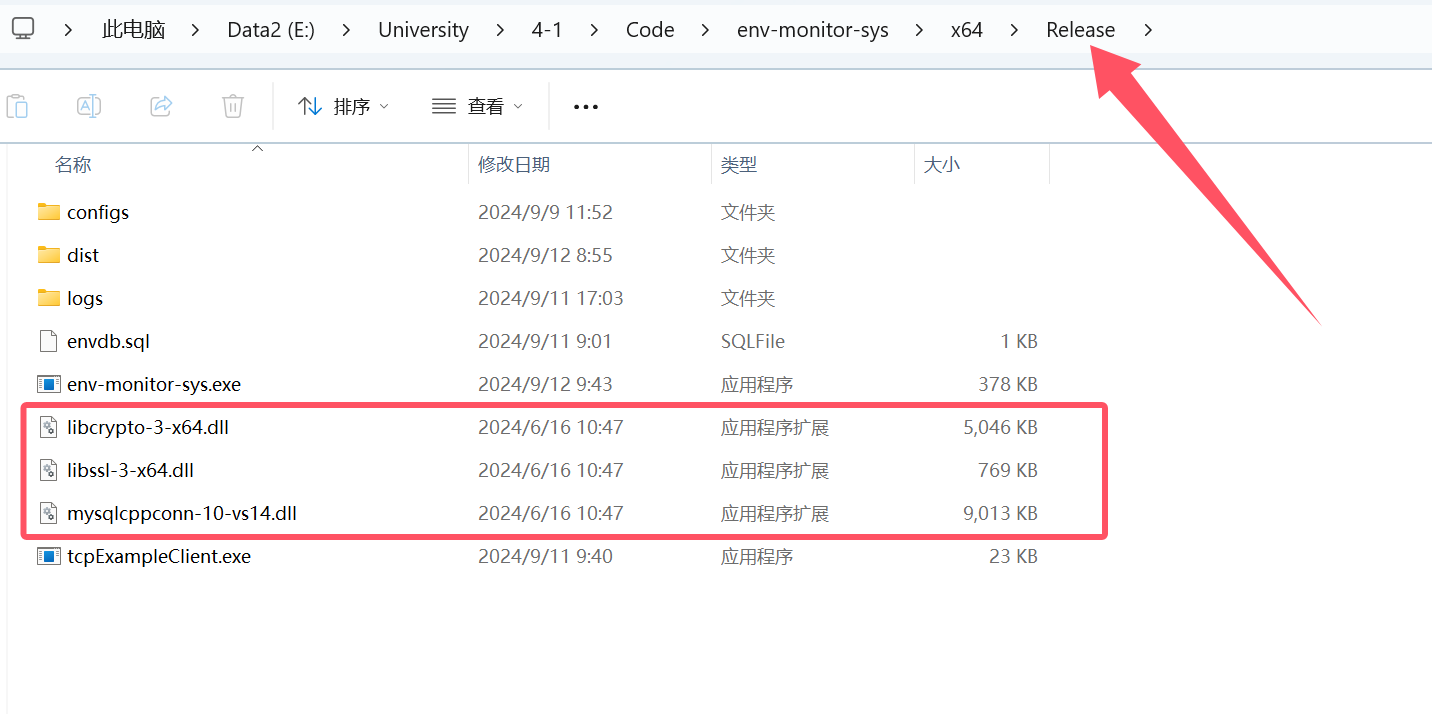 此电脑 > Data2 (E:) > University > 4-1 > Code > env-monitor-sys > x64 > Release >
排序 查看
名称 修改日期 类型 大小
configs 2024/9/9 11:52 文件夹
dist 2024/9/12 8:55 文件夹
logs 2024/9/11 17:03 文件夹
envdb.sql 2024/9/11 9:01 SQLFile 1 KB
env-monitor-sys.exe 2024/9/12 9:43 应用程序 378 KB
libcrypto-3-x64.dll 2024/6/16 10:47 应用程序扩展 5,046 KB
libssl-3-x64.dll 2024/6/16 10:47 应用程序扩展 769 KB
mysqlcppconn-10-vs14.dll 2024/6/16 10:47 应用程序扩展 9,013 KB
tcpExampleClient.exe 2024/9/11 9:40 应用程序 23 KB